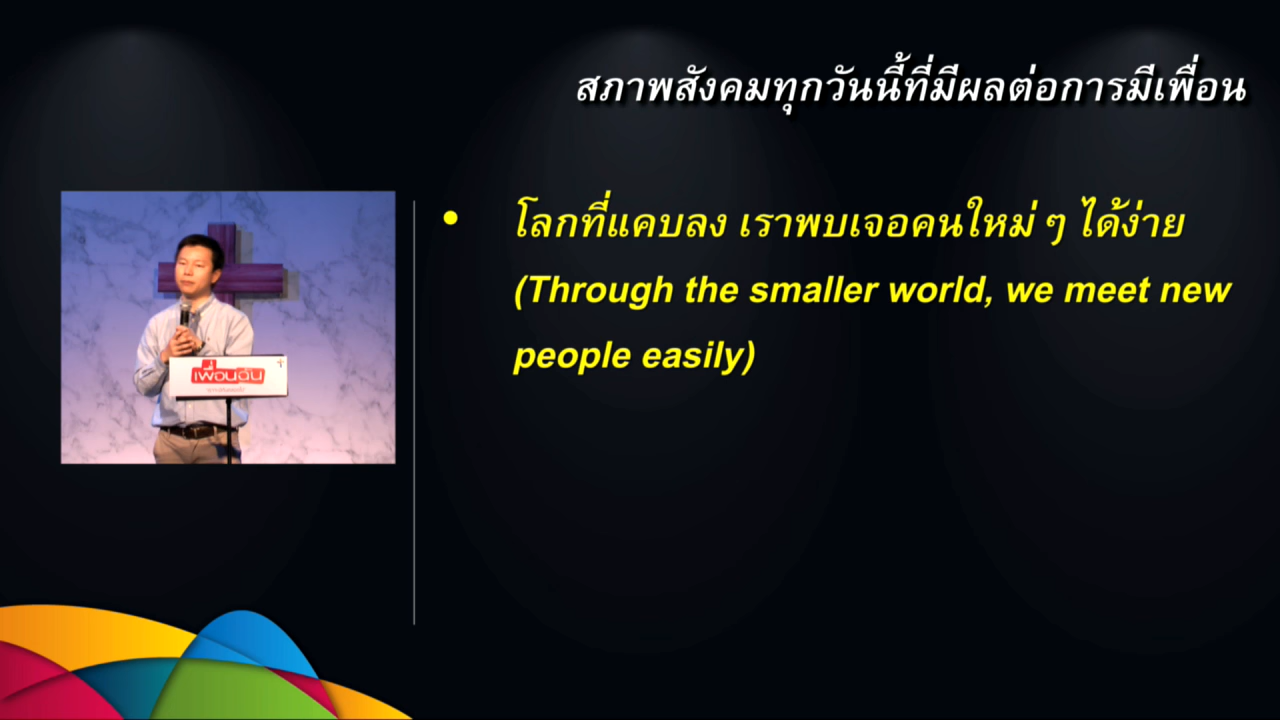 สภาพสังคมทุกวันนี้ที่มีผลต่อการมีเพื่อน
• โลกที่แคบลง เราพบเจอคนใหม่ ๆ ได้ง่าย
(Through the smaller world, we meet new
people easily)
เพื่อนฉัน